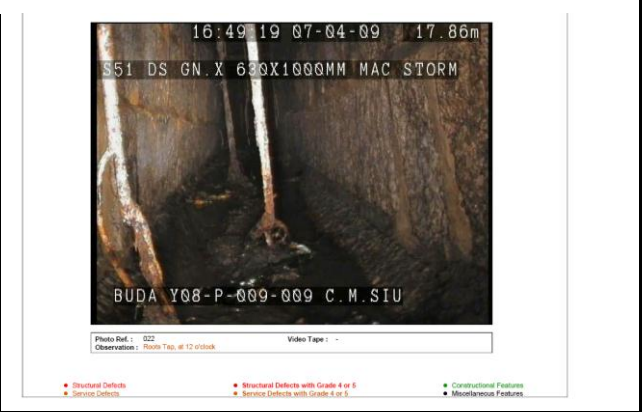 16:49:19 07-04-09 17.86m
S51 DS GN.X 630X1000MM MAC STORM
BUDA Y08-P-009-009 C.M.SIU
Photo Ref. : 022 Video Tape : -
Observation : Roots Tap, at 12 o'clock
Structural Defects Structural Defects with Grade 4 or 5 Constructional Features
Service Defects Service Defects with Grade 4 or 5 Miscellaneous Features